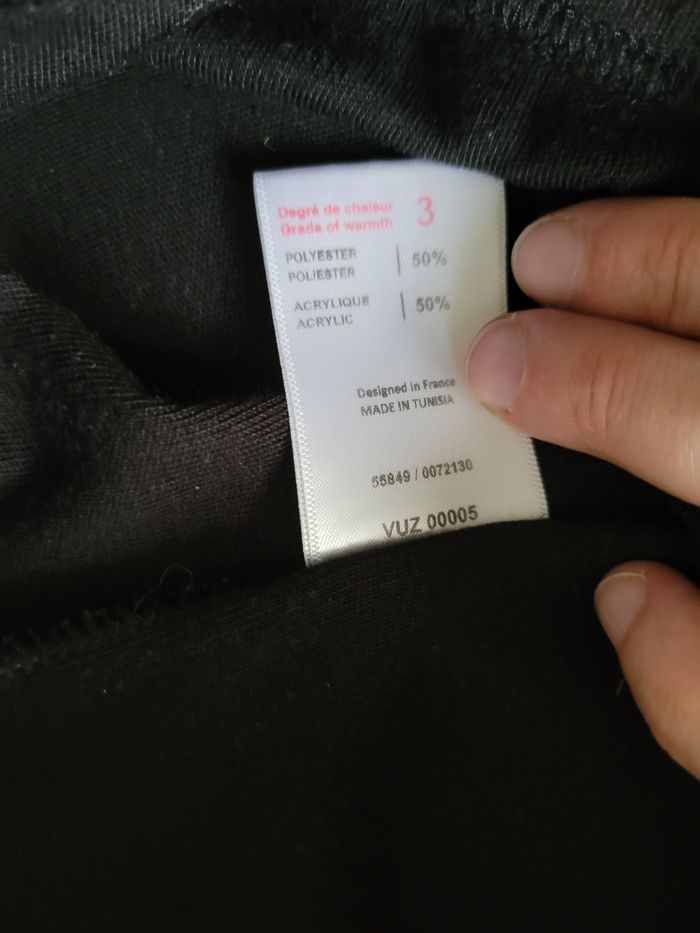 Degré de chaleur 3
Grade of warmth
POLYESTER 50%
POLIESTER
ACRYLIQUE 50%
ACRYLIC
Designed in France
MADE IN TUNISIA
55849 / 0072130
VUZ 00005